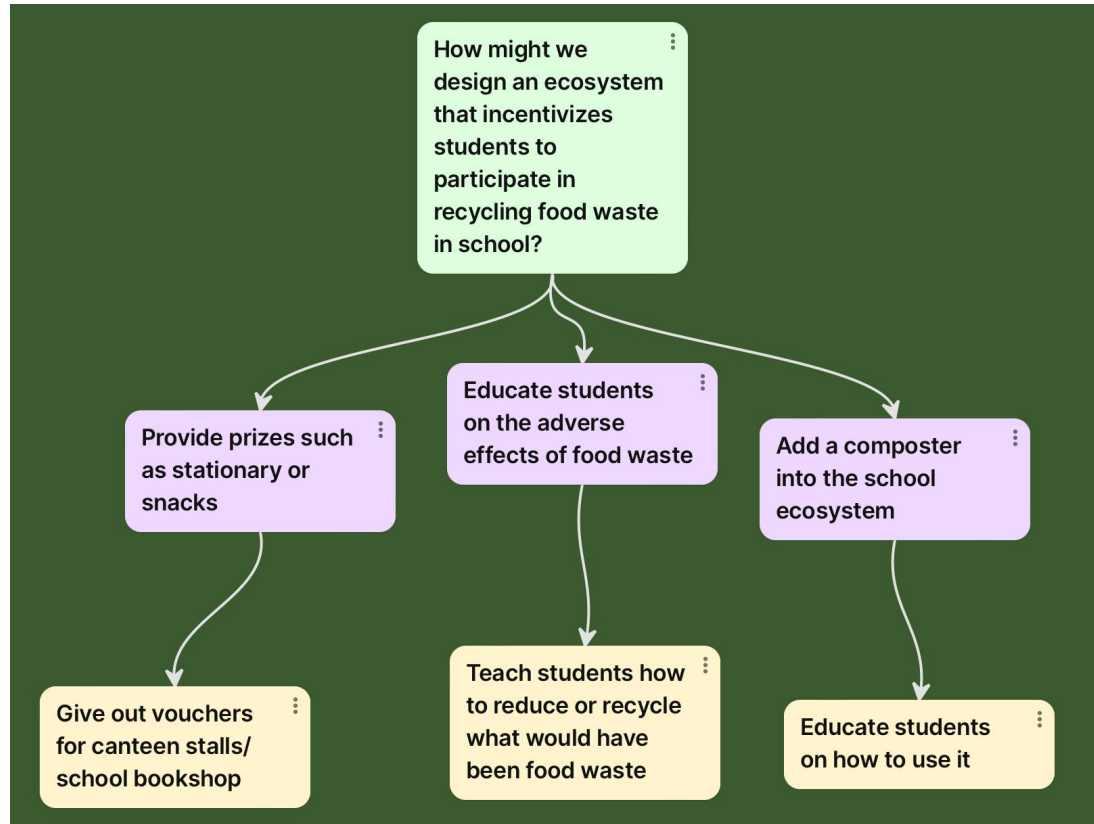 How might we
design an ecosystem
that incentivizes
students to
participate in
recycling food waste
in school?
Provide prizes such
as stationary or
snacks
Educate students
on the adverse
effects of food waste
Add a composter
into the school
ecosystem
Give out vouchers
for canteen stalls/
school bookshop
Teach students how
to reduce or recycle
what would have
been food waste
Educate students
on how to use it